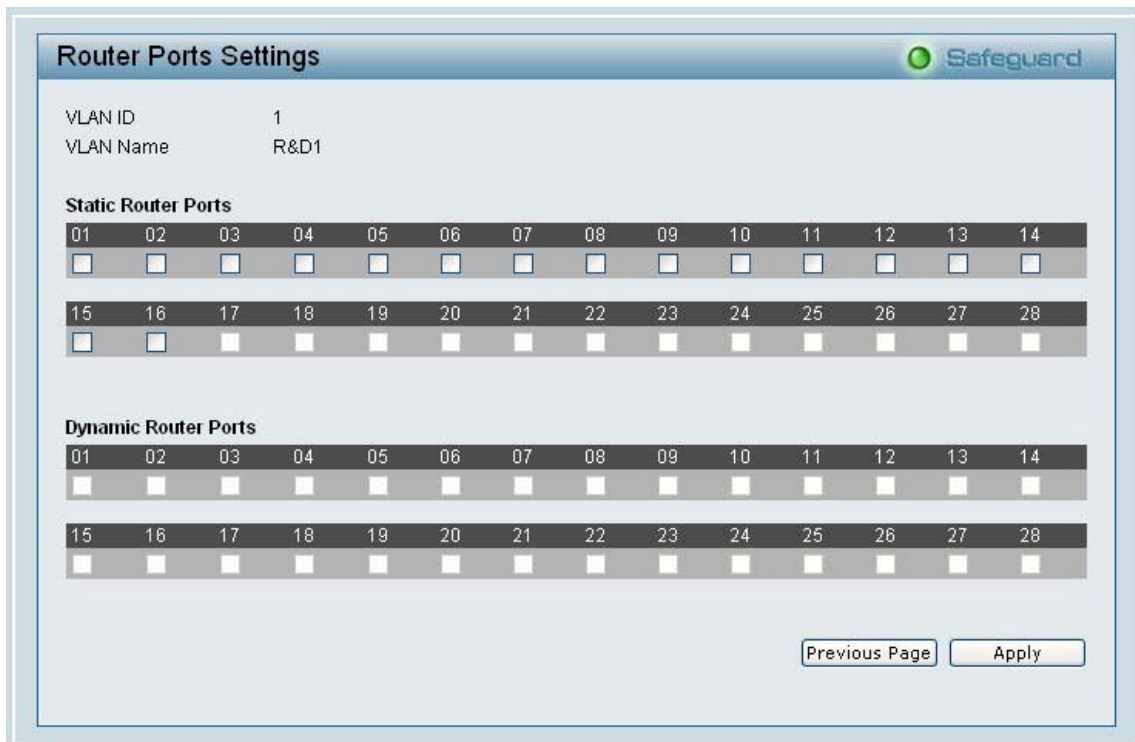 Router Ports Settings
Safeguard
VLAN ID 1
VLAN Name R&D1
Static Router Ports
01 02 03 04 05 06 07 08 09 10 11 12 13 14
15 16 17 18 19 20 21 22 23 24 25 26 27 28
Dynamic Router Ports
01 02 03 04 05 06 07 08 09 10 11 12 13 14
15 16 17 18 19 20 21 22 23 24 25 26 27 28
Previous Page Apply